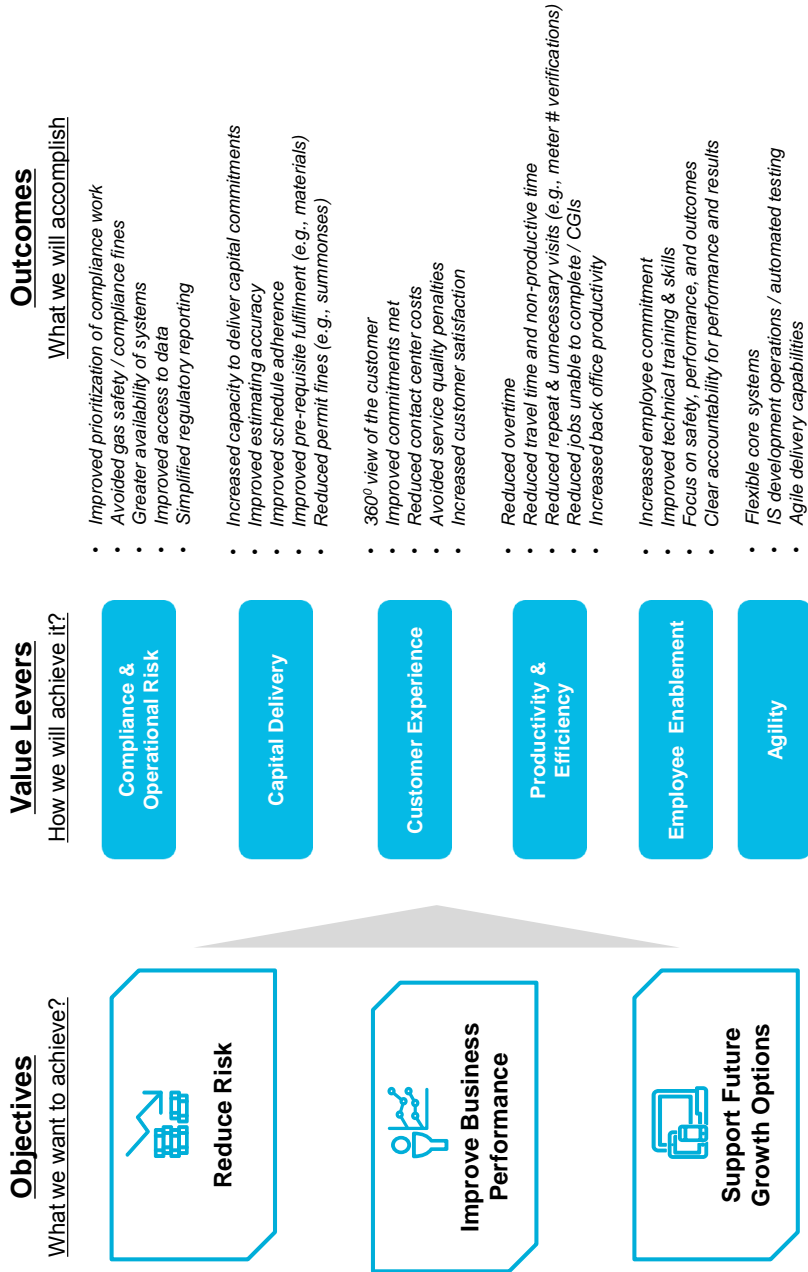 Objectives
What we want to achieve?
Reduce Risk
Improve Business
Performance
Support Future
Growth Options
Value Levers
How we will achieve it?
Compliance &
Operational Risk
Capital Delivery
Customer Experience
Productivity &
Efficiency
Employee Enablement
Agility
Outcomes
What we will accomplish
• Improved prioritization of compliance work
• Avoided gas safety / compliance fines
• Greater availability of systems
• Improved access to data
• Simplified regulatory reporting
• Increased capacity to deliver capital commitments
• Improved estimating accuracy
• Improved schedule adherence
• Improved pre-requisite fulfilment (e.g., materials)
• Reduced permit fines (e.g., summonses)
• 360⁰ view of the customer
• Improved commitments met
• Reduced contact center costs
• Avoided service quality penalties
• Increased customer satisfaction
• Reduced overtime
• Reduced travel time and non-productive time
• Reduced repeat & unnecessary visits (e.g., meter # verifications)
• Reduced jobs unable to complete / CGIs
• Increased back office productivity
• Increased employee commitment
• Improved technical training & skills
• Focus on safety, performance, and outcomes
• Clear accountability for performance and results
• Flexible core systems
• IS development operations / automated testing
• Agile delivery capabilities